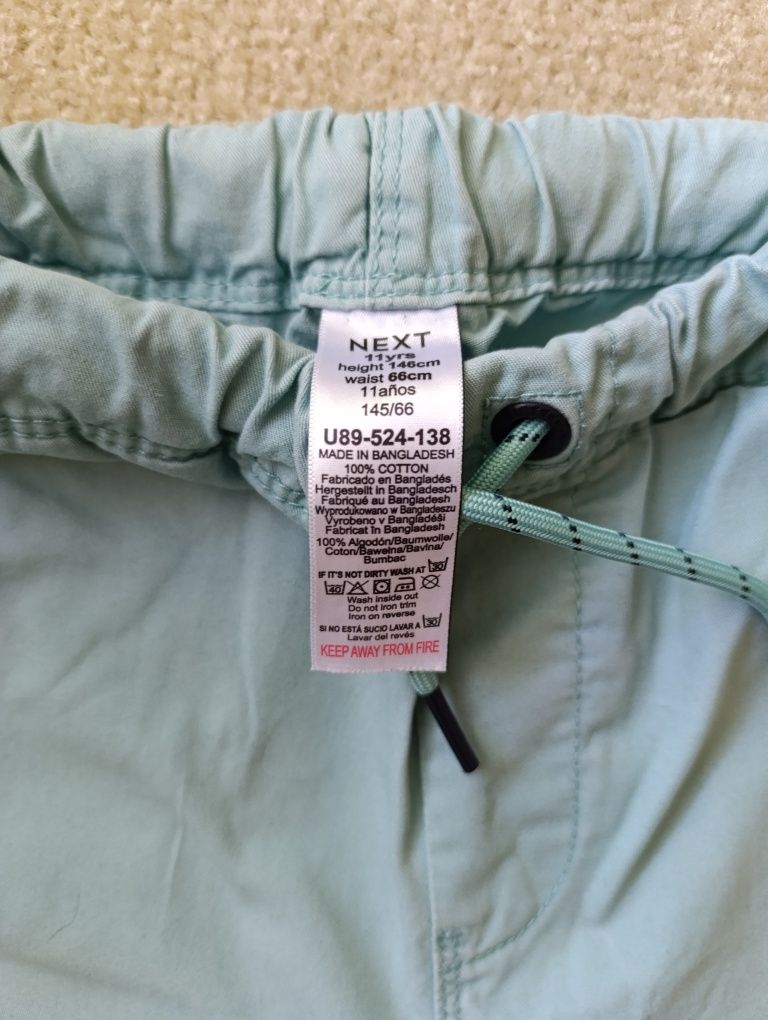 NEXT
11yrs
height 146cm
waist 66cm
11años
145/66
U89-524-138
MADE IN BANGLADESH
100% COTTON
Fabricado en Bangladés
Hergestellt in Bangladesch
Fabriqué au Bangladesh
Wyprodukowano w Bangladeszu
Vyrobeno v Bangladéši
Fabricat în Bangladesh
100% Algodón/Baumwolle/
Coton/Bawełna/Bavlna/
Bumbac
IF IT'S NOT DIRTY WASH AT 30
40
Wash inside out
Do not iron trim
Iron on reverse
SI NO ESTÁ SUCIO LAVAR A 30
Lavar del revés
KEEP AWAY FROM FIRE